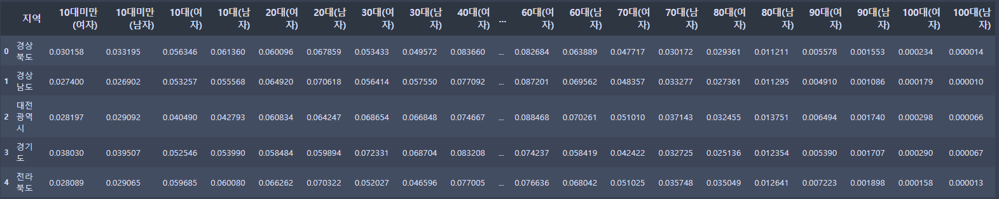 지역 10대미만(여자) 10대미만(남자) 10대(여자) 10대(남자) 20대(여자) 20대(남자) 30대(여자) 30대(남자) 40대(여자) ... 60대(여자) 60대(남자) 70대(여자) 70대(남자) 80대(여자) 80대(남자) 90대(여자) 90대(남자) 100대(여자) 100대(남자)
0 경상북도 0.030158 0.033195 0.056346 0.061360 0.060096 0.067859 0.053433 0.049572 0.083660 ... 0.082684 0.063889 0.047717 0.030172 0.029361 0.011211 0.005578 0.001553 0.000234 0.000014
1 경상남도 0.027400 0.026902 0.053257 0.055568 0.064920 0.070618 0.056414 0.057550 0.077092 ... 0.087201 0.069562 0.048357 0.033277 0.027361 0.011295 0.004910 0.001086 0.000179 0.000010
2 대전광역시 0.028197 0.029092 0.040490 0.042793 0.060834 0.064247 0.068654 0.066848 0.074667 ... 0.088468 0.070261 0.051010 0.037143 0.032455 0.013751 0.006494 0.001740 0.000298 0.000066
3 경기도 0.038030 0.039507 0.052546 0.053990 0.058484 0.059894 0.072331 0.068704 0.083208 ... 0.074237 0.058419 0.042422 0.032725 0.025136 0.012354 0.005390 0.001707 0.000290 0.000067
4 전라북도 0.028089 0.029065 0.059685 0.060080 0.066262 0.070322 0.052027 0.046596 0.077005 ... 0.076636 0.068042 0.051025 0.035748 0.035049 0.012641 0.007223 0.001898 0.000158 0.000013